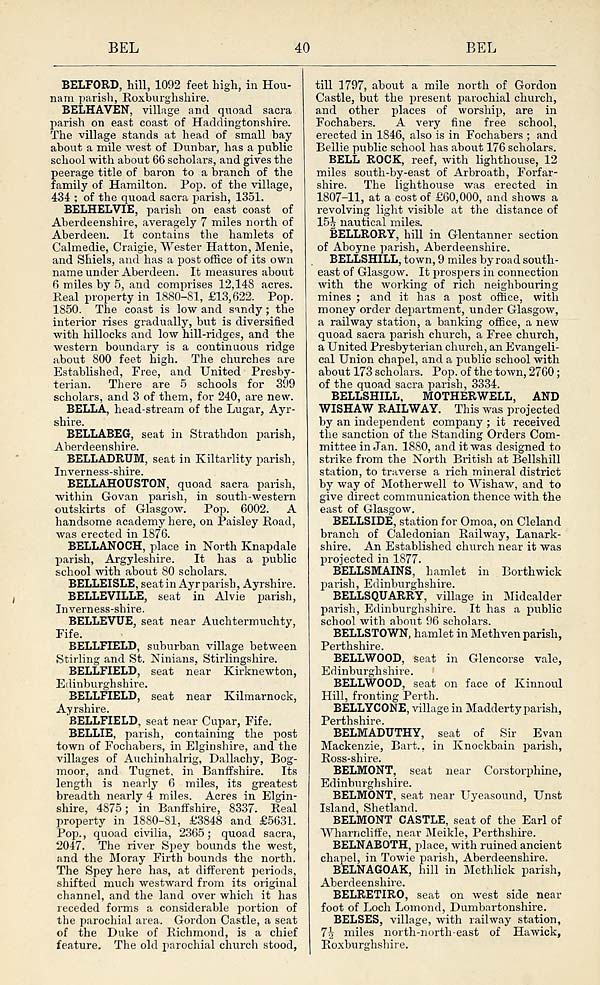 BEL 40 BEL
BELFORD, hill, 1092 feet high, in Hou-
nam parish, Roxburghshire.
BELHAVEN, village and quoad sacra
parish on east coast of Haddingtonshire.
The village stands at head of small bay
about a mile west of Dunbar, has a public
school with about 66 scholars, and gives the
peerage title of baron to a branch of the
family of Hamilton. Pop. of the village,
434 ; of the quoad sacra parish, 1351.
BELHELVIE, parish on east coast of
Aberdeenshire, averagely 7 miles north of
Aberdeen. It contains the hamlets of
Calmedie, Craigie, Wester Hatton, Menie,
and Shiels, and has a post office of its own
name under Aberdeen. It measures about
6 miles by 5, and comprises 12,148 acres.
Real property in 1880-81, £13,622. Pop.
1850. The coast is low and sandy ; the
interior rises gradually, but is diversified
with hillocks and low hill-ridges, and the
western boundary is a continuous ridge
about 800 feet high. The churches are
Established, Free, and United Presby-
terian. There are 5 schools for 399
scholars, and 3 of them, for 240, are new.
BELLA, head-stream of the Lugar, Ayr-
shire.
BELLABEG, seat in Strathdon parish,
Aberdeenshire.
BELLADRUM, seat in Kiltarlity parish,
Inverness-shire.
BELLAHOUSTON, quoad sacra parish,
within Govan parish, in south-western
outskirts of Glasgow. Pop. 6002. A
handsome academy here, on Paisley Road,
was erected in 1876.
BELLANOCH, place in North Knapdale
parish, Argyleshire. It has a public
school with about 80 scholars.
BELLEISLE, seat in Ayr parish, Ayrshire.
BELLEVILLE, seat in Alvie parish,
Inverness-shire.
BELLEVUE, seat near Auchtermuchty,
Fife.
BELLFIELD, suburban village between
Stirling and St. Ninians, Stirlingshire.
BELLFIELD, seat near Kirknewton,
Edinburghshire.
BELLFIELD, seat near Kilmarnock,
Ayrshire.
BELLFIELD, seat near Cupar, Fife.
BELLIE, parish, containing the post
town of Fochabers, in Elginshire, and the
villages of Auchinhalrig, Dallachy, Bog-
moor, and Tugnet, in Banffshire. Its
length is nearly 6 miles, its greatest
breadth nearly 4 miles. Acres in Elgin-
shire, 4875 ; in Banffshire, 8337. Real
property in 1880-81, £3848 and £5631.
Pop., quoad civilia, 2365 ; quoad sacra,
2047. The river Spey bounds the west,
and the Moray Firth bounds the north.
The Spey here has, at different periods,
shifted much westward from its original
channel, and the land over which it has
receded forms a considerable portion of
the parochial area. Gordon Castle, a seat
of the Duke of Richmond, is a chief
feature. The old parochial church stood,
till 1797, about a mile north of Gordon
Castle, but the present parochial church,
and other places of worship, are in
Fochabers. A very fine free school,
erected in 1846, also is in Fochabers ; and
Bellie public school has about 176 scholars.
BELL ROCK, reef, with lighthouse, 12
miles south-by-east of Arbroath, Forfar-
shire. The lighthouse was erected in
1807-11, at a cost of £60,000, and shows a
revolving light visible at the distance of
15½ nautical miles.
BELLRORY, hill in Glentanner section
of Aboyne parish, Aberdeenshire.
BELLSHILL, town, 9 miles by road south-
east of Glasgow. It prospers in connection
with the working of rich neighbouring
mines ; and it has a post office, with
money order department, under Glasgow,
a railway station, a banking office, a new
quoad sacra parish church, a Free church,
a United Presbyterian church, an Evangeli-
cal Union chapel, and a public school with
about 173 scholars. Pop. of the town, 2760 ;
of the quoad sacra parish, 3334.
BELLSHILL, MOTHERWELL, AND
WISHAW RAILWAY. This was projected
by an independent company ; it received
the sanction of the Standing Orders Com-
mittee in Jan. 1880, and it was designed to
strike from the North British at Bellshill
station, to traverse a rich mineral district
by way of Motherwell to Wishaw, and to
give direct communication thence with the
east of Glasgow.
BELLSIDE, station for Omoa, on Cleland
branch of Caledonian Railway, Lanark-
shire. An Established church near it was
projected in 1877.
BELLSMAINS, hamlet in Borthwick
parish, Edinburghshire.
BELLSQUARRY, village in Midcalder
parish, Edinburghshire. It has a public
school with about 96 scholars.
BELLSTOWN, hamlet in Methven parish,
Perthshire.
BELLWOOD, seat in Glencorse vale,
Edinburghshire.
BELLWOOD, seat on face of Kinnoul
Hill, fronting Perth.
BELLYCONE, village in Madderty parish,
Perthshire.
BELMADUTHY, seat of Sir Evan
Mackenzie, Bart., in Knockbain parish,
Ross-shire.
BELMONT, seat near Corstorphine,
Edinburghshire.
BELMONT, seat near Uyeasound, Unst
Island, Shetland.
BELMONT CASTLE, seat of the Earl of
Wharncliffe, near Meikle, Perthshire.
BELNABOTH, place, with ruined ancient
chapel, in Towie parish, Aberdeenshire.
BELNAGOAK, hill in Methlick parish,
Aberdeenshire.
BELRETIRO, seat on west side near
foot of Loch Lomond, Dumbartonshire.
BELSES, village, with railway station,
7½ miles north-north-east of Hawick,
Roxburghshire.